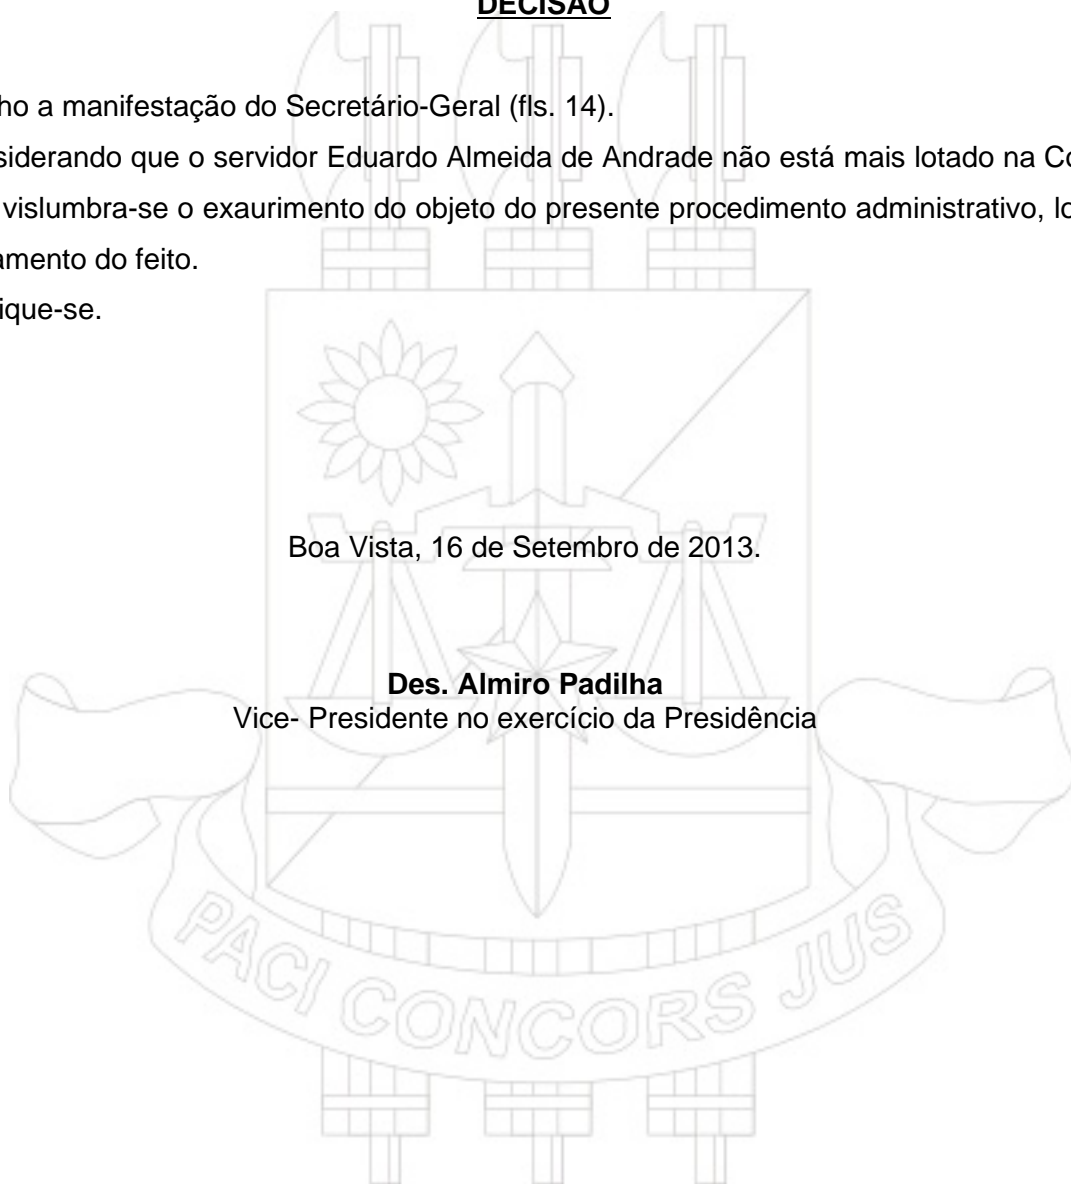 DECISÃO
ho a manifestação do Secretário-Geral (fls. 14).
siderando que o servidor Eduardo Almeida de Andrade não está mais lotado na Co
vislumbra-se o exaurimento do objeto do presente procedimento administrativo, lo
amento do feito.
ique-se.
Boa Vista, 16 de Setembro de 2013.
Des. Almiro Padilha
Vice- Presidente no exercício da Presidência
PACI CONCORS JUS